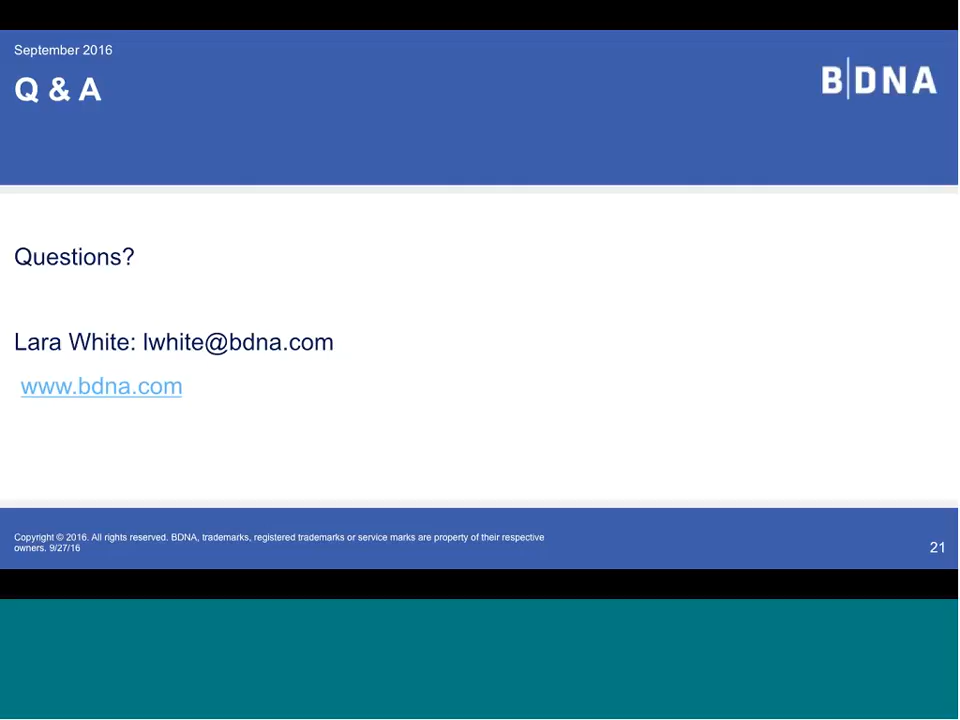 September 2016
Q & A
B|DNA
Questions?
Lara White: lwhite@bdna.com
www.bdna.com
Copyright © 2016. All rights reserved. BDNA, trademarks, registered trademarks or service marks are property of their respective
owners. 9/27/16
21